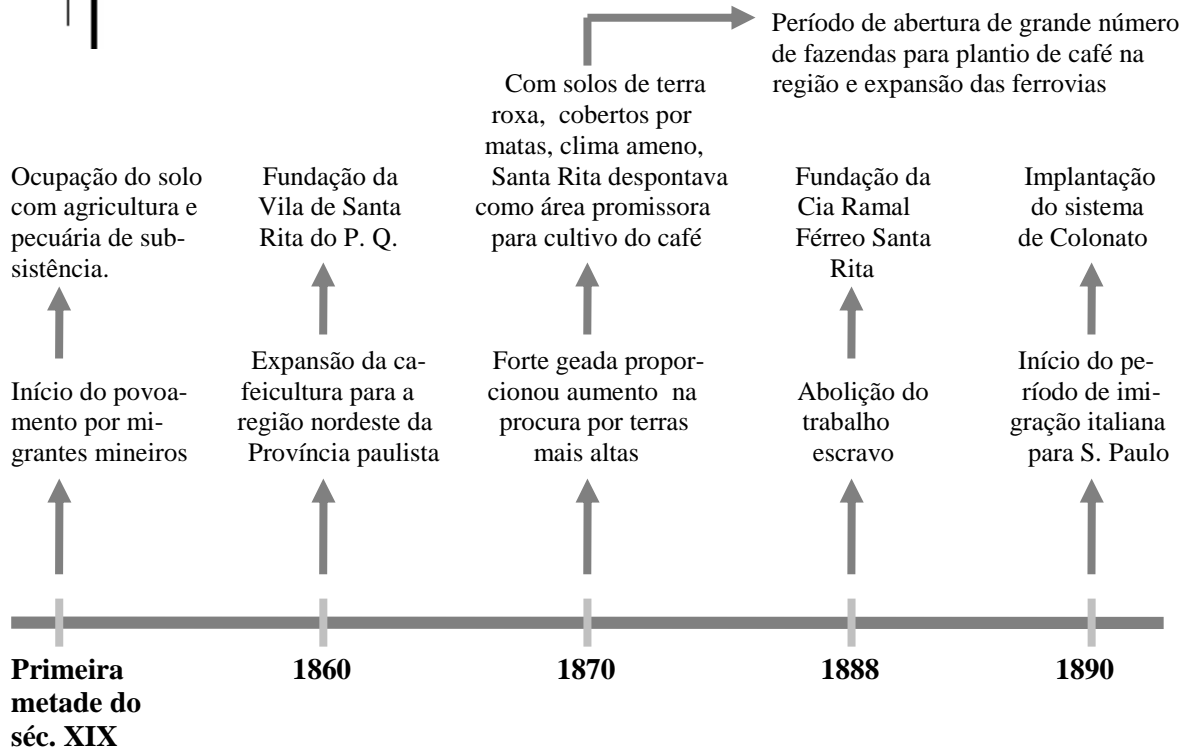 Período de abertura de grande número
de fazendas para plantio de café na
região e expansão das ferrovias
Ocupação do solo
com agricultura e
pecuária de sub-
sistência.
Início do povoa-
mento por mi-
grantes mineiros
Primeira
metade do
séc. XIX
Fundação da
Vila de Santa
Rita do P. Q.
Expansão da ca-
feicultura para a
região nordeste da
Província paulista
1860
Com solos de terra
roxa, cobertos por
matas, clima ameno,
Santa Rita despontava
como área promissora
para cultivo do café
Forte geada propor-
cionou aumento na
procura por terras
mais altas
1870
Fundação da
Cia Ramal
Férreo Santa
Rita
Abolição do
trabalho
escravo
1888
Implantação
do sistema
de Colonato
Início do pe-
ríodo de imi-
gração italiana
para S. Paulo
1890